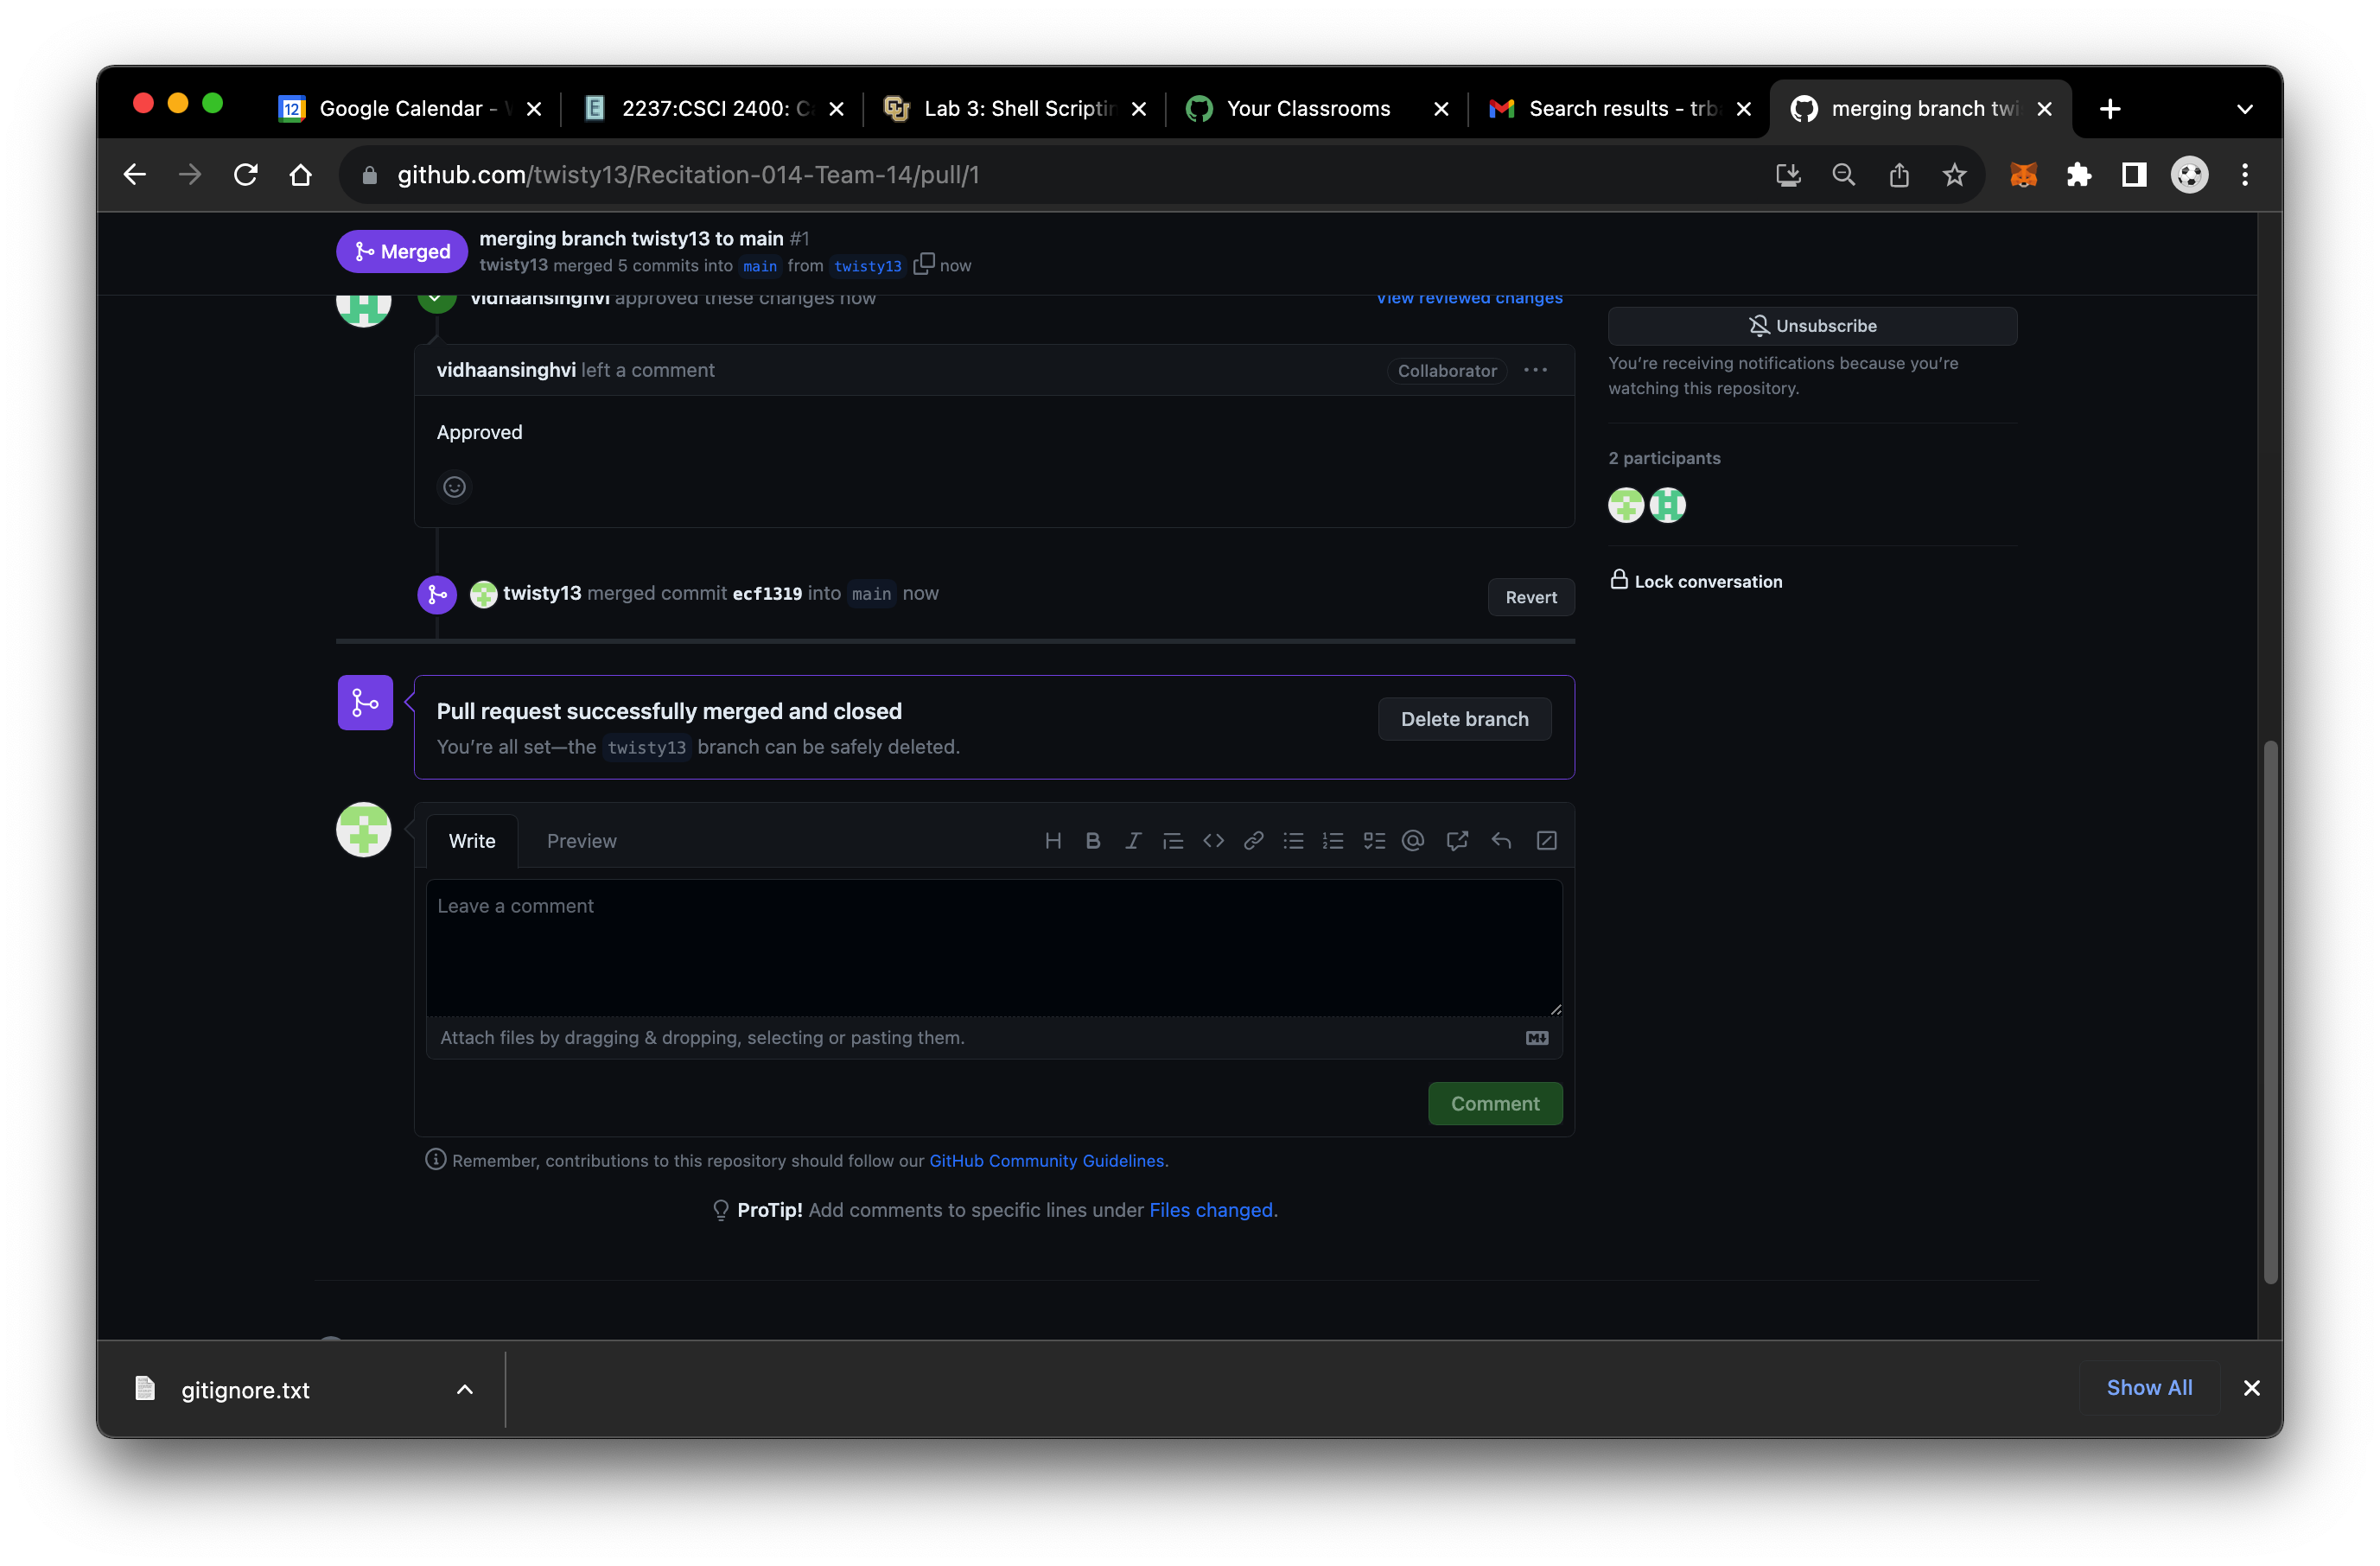 Google Calendar -
2237:CSCI 2400: C
Lab 3: Shell Scriptin
Your Classrooms
Search results - trb
merging branch twi
github.com/twisty13/Recitation-014-Team-14/pull/1
Merged
merging branch twisty13 to main #1
twisty13 merged 5 commits into main from twisty13 now
vidhaansinghvi approved these changes now
View reviewed changes
Unsubscribe
You’re receiving notifications because you’re
watching this repository.
vidhaansinghvi left a comment
Collaborator
Approved
2 participants
twisty13 merged commit ecf1319 into main now
Revert
Lock conversation
Pull request successfully merged and closed
You’re all set—the twisty13 branch can be safely deleted.
Delete branch
Write
Preview
Leave a comment
Attach files by dragging & dropping, selecting or pasting them.
Comment
Remember, contributions to this repository should follow our GitHub Community Guidelines.
ProTip! Add comments to specific lines under Files changed.
gitignore.txt
Show All